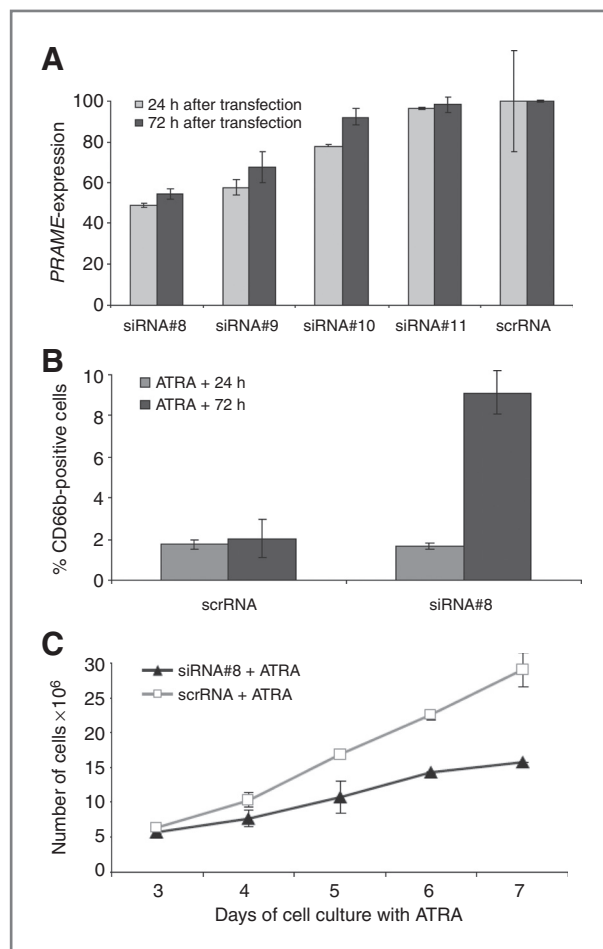 A
24 h after transfection
72 h after transfection
PRAME-expression
100
80
60
40
20
0
siRNA#8 siRNA#9 siRNA#10 siRNA#11 scrRNA
B
ATRA + 24 h
ATRA + 72 h
% CD66b-positive cells
10
8
6
4
2
0
scrRNA siRNA#8
C
siRNA#8 + ATRA
scrRNA + ATRA
Number of cells ×10⁶
30
25
20
15
10
5
0
3 4 5 6 7
Days of cell culture with ATRA